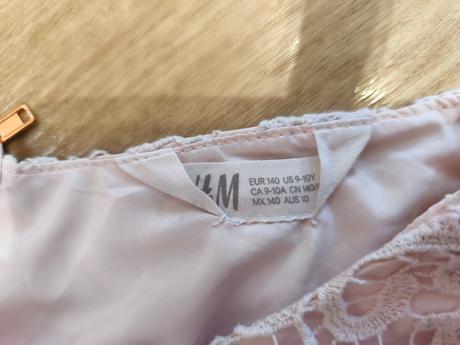 H&M
EUR 140 US 9-10Y
CA 9-10A CN 140/
MX 140 AUS 10